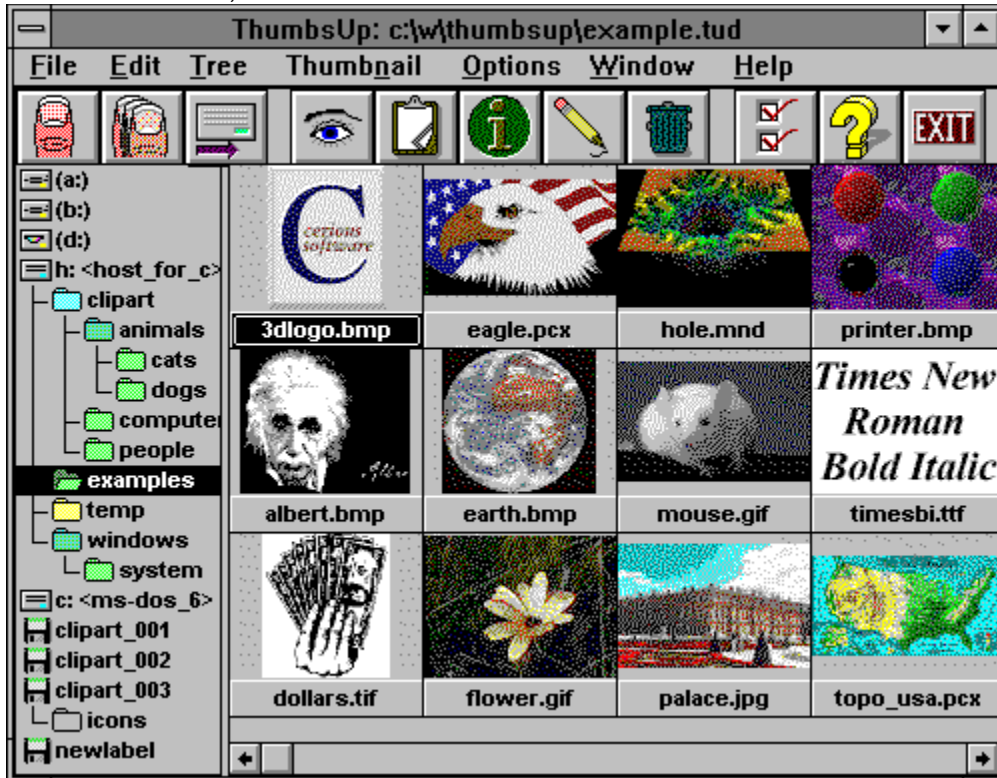 ThumbsUp: c:\w\thumbsup\example.tud
File Edit Tree Thumbnail Options Window Help
EXIT
(a:)
(b:)
(d:)
h: <host_for_c>
clipart
animals
cats
dogs
computer
people
examples
temp
windows
system
c: <ms-dos_6>
clipart_001
clipart_002
clipart_003
icons
newlabel
C
cerious
software
3dlogo.bmp
eagle.pcx
hole.mnd
printer.bmp
Times New
Roman
Bold Italic
albert.bmp
earth.bmp
mouse.gif
timesbi.ttf
dollars.tif
flower.gif
palace.jpg
topo_usa.pcx